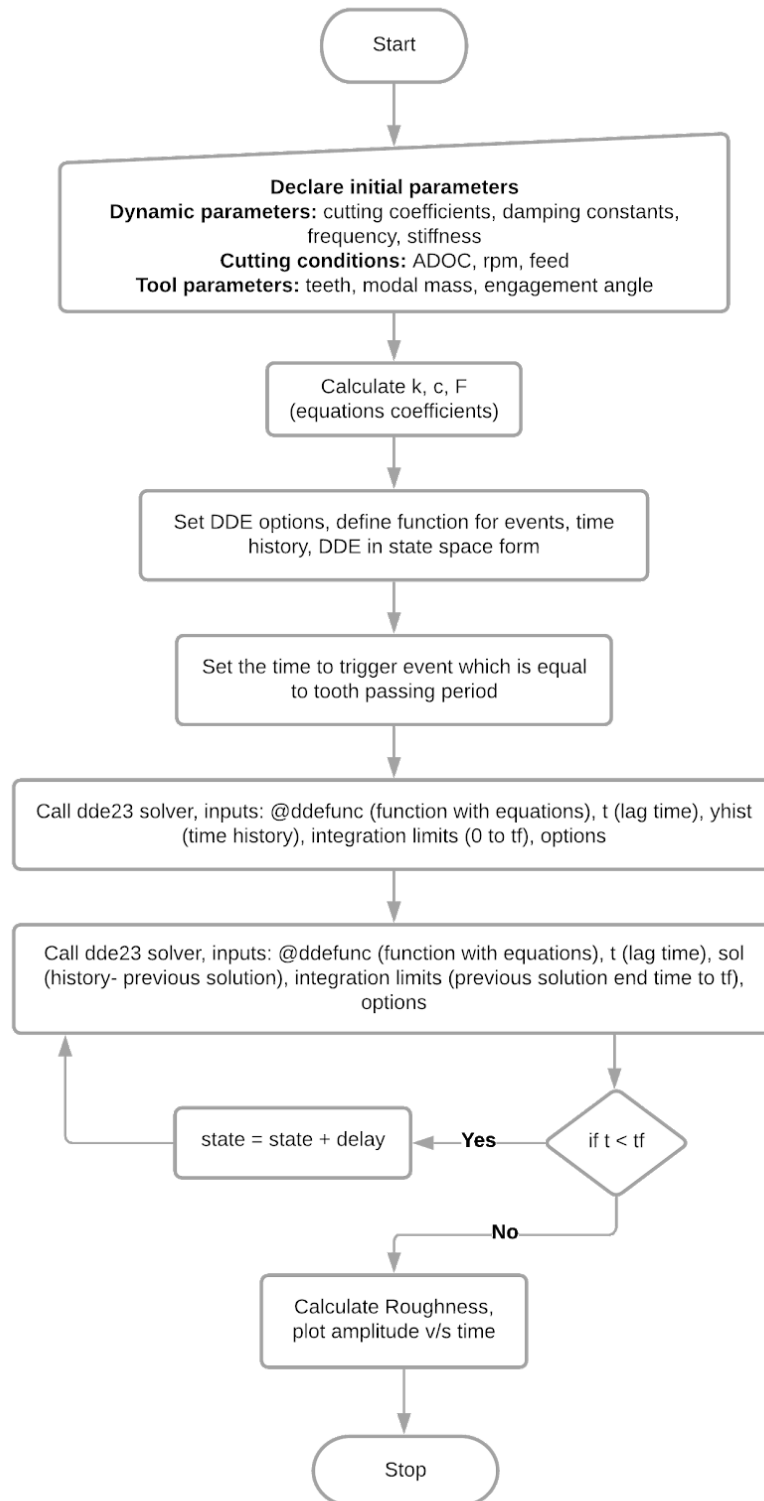 Start
Declare initial parameters
Dynamic parameters: cutting coefficients, damping constants,
frequency, stiffness
Cutting conditions: ADOC, rpm, feed
Tool parameters: teeth, modal mass, engagement angle
Calculate k, c, F
(equations coefficients)
Set DDE options, define function for events, time
history, DDE in state space form
Set the time to trigger event which is equal
to tooth passing period
Call dde23 solver, inputs: @ddefunc (function with equations), t (lag time), yhist
(time history), integration limits (0 to tf), options
Call dde23 solver, inputs: @ddefunc (function with equations), t (lag time), sol
(history- previous solution), integration limits (previous solution end time to tf),
options
state = state + delay
Yes
if t < tf
No
Calculate Roughness,
plot amplitude v/s time
Stop